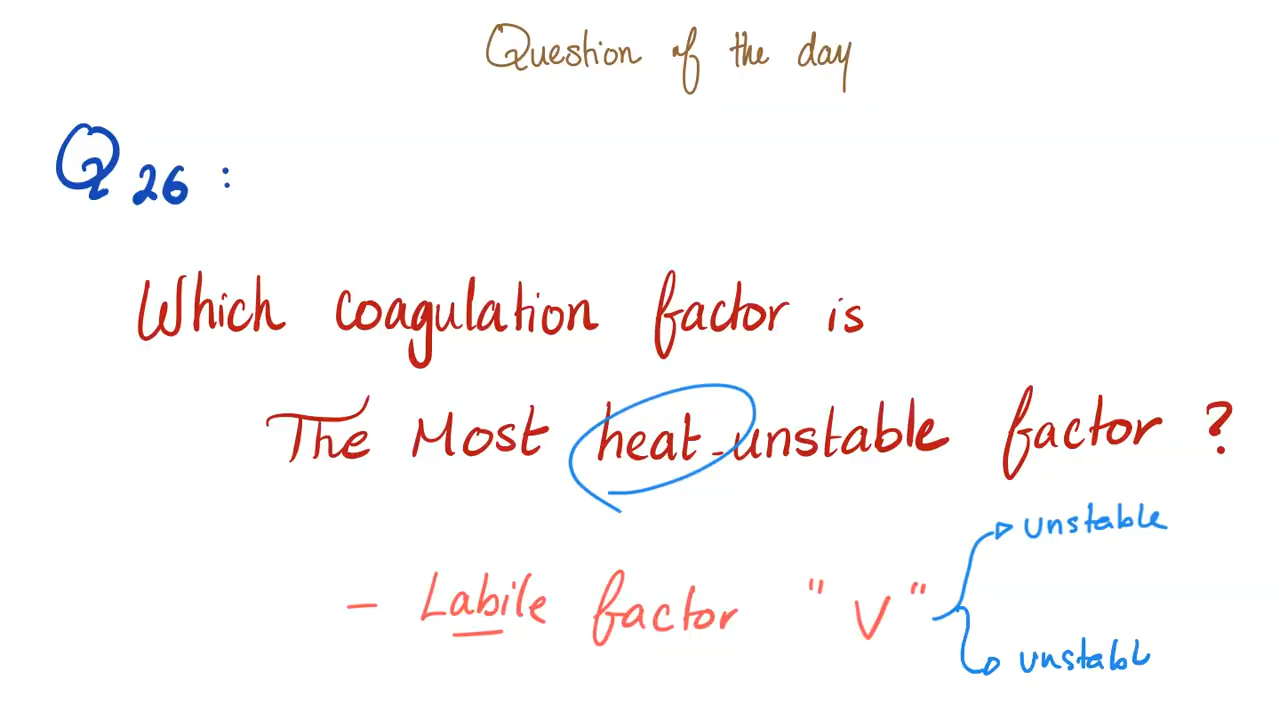 Question of the day
Q 26 :
Which coagulation factor is
The Most heat-unstable factor ?
unstable
- Labile factor "V"
unstabl